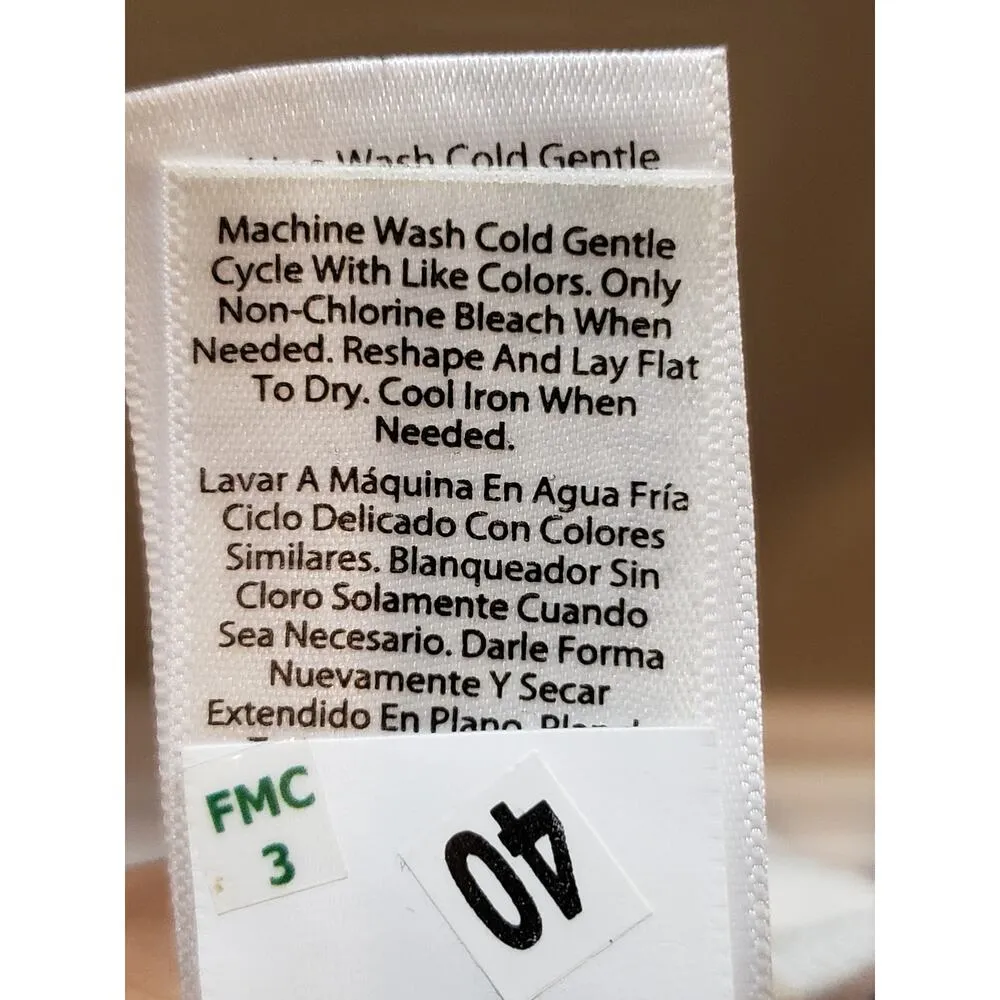 Wash Cold Gentle
Machine Wash Cold Gentle
Cycle With Like Colors. Only
Non-Chlorine Bleach When
Needed. Reshape And Lay Flat
To Dry. Cool Iron When
Needed.
Lavar A Máquina En Agua Fría
Ciclo Delicado Con Colores
Similares. Blanqueador Sin
Cloro Solamente Cuando
Sea Necesario. Darle Forma
Nuevamente Y Secar
Extendido En Plano.
FMC
3
40